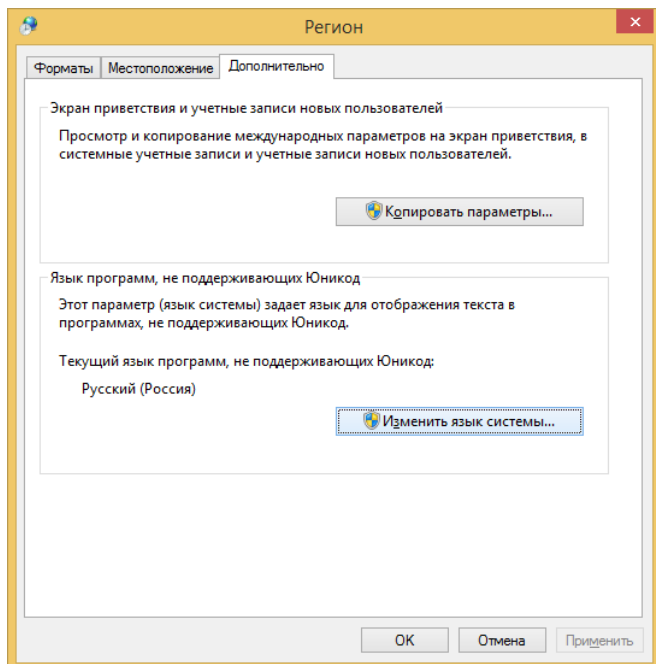 Регион
Форматы Местоположение Дополнительно
Экран приветствия и учетные записи новых пользователей
Просмотр и копирование международных параметров на экран приветствия, в
системные учетные записи и учетные записи новых пользователей.
Копировать параметры...
Язык программ, не поддерживающих Юникод
Этот параметр (язык системы) задает язык для отображения текста в
программах, не поддерживающих Юникод.
Текущий язык программ, не поддерживающих Юникод:
Русский (Россия)
Изменить язык системы...
ОК Отмена Применить